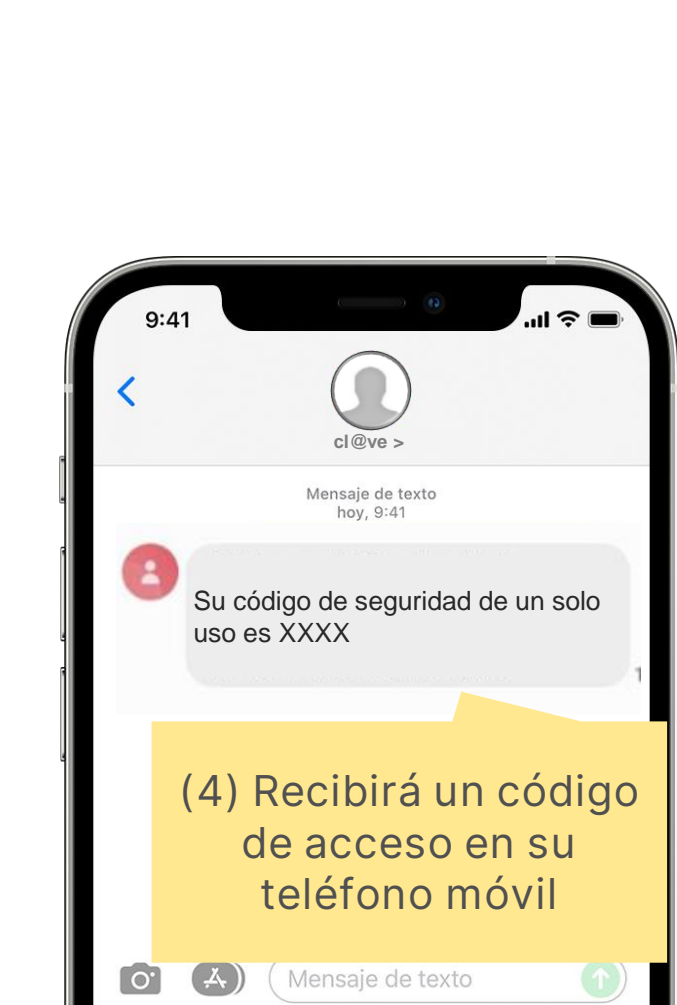 9:41
cl@ve >
Mensaje de texto
hoy, 9:41
Su código de seguridad de un solo
uso es XXXX
(4) Recibirá un código
de acceso en su
teléfono móvil
Mensaje de texto